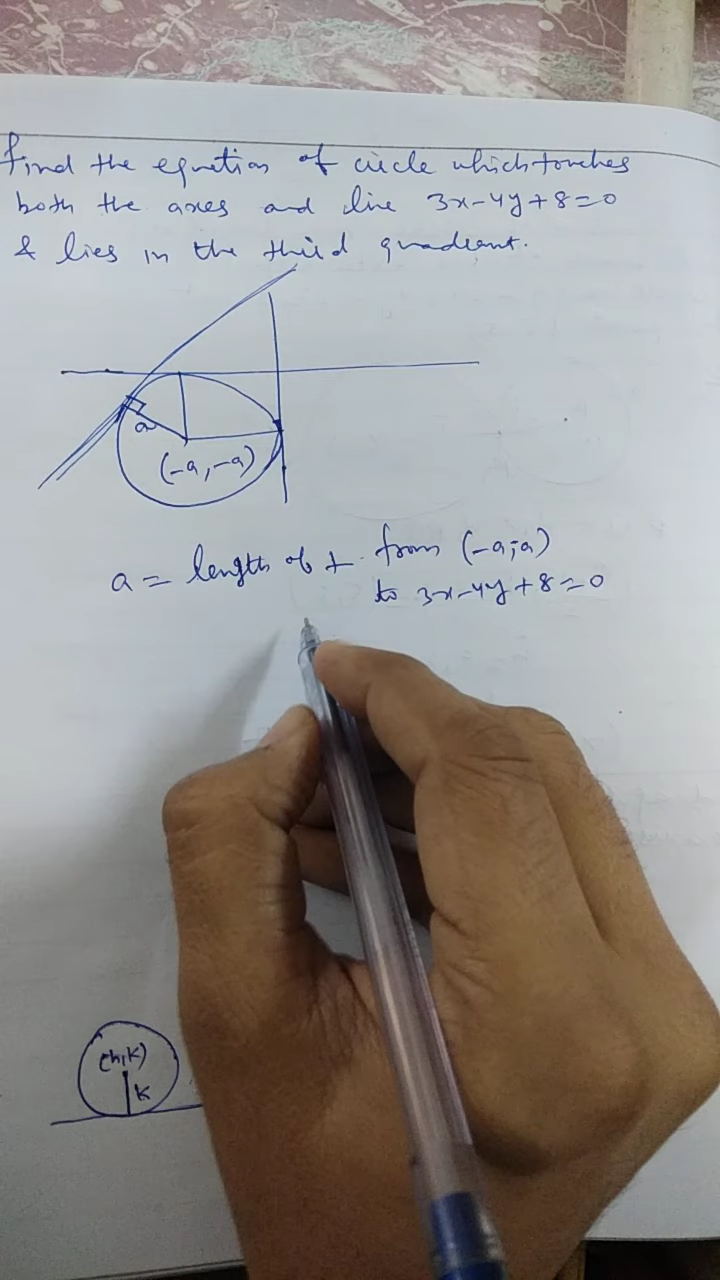 find the equation of circle which touches
both the axes and line 3x-4y+8=0
& lies in the third quadrant.
a
(-a,-a)
a = length of ⊥. from (-a,-a)
to 3x-4y+8=0
(h,k)
k